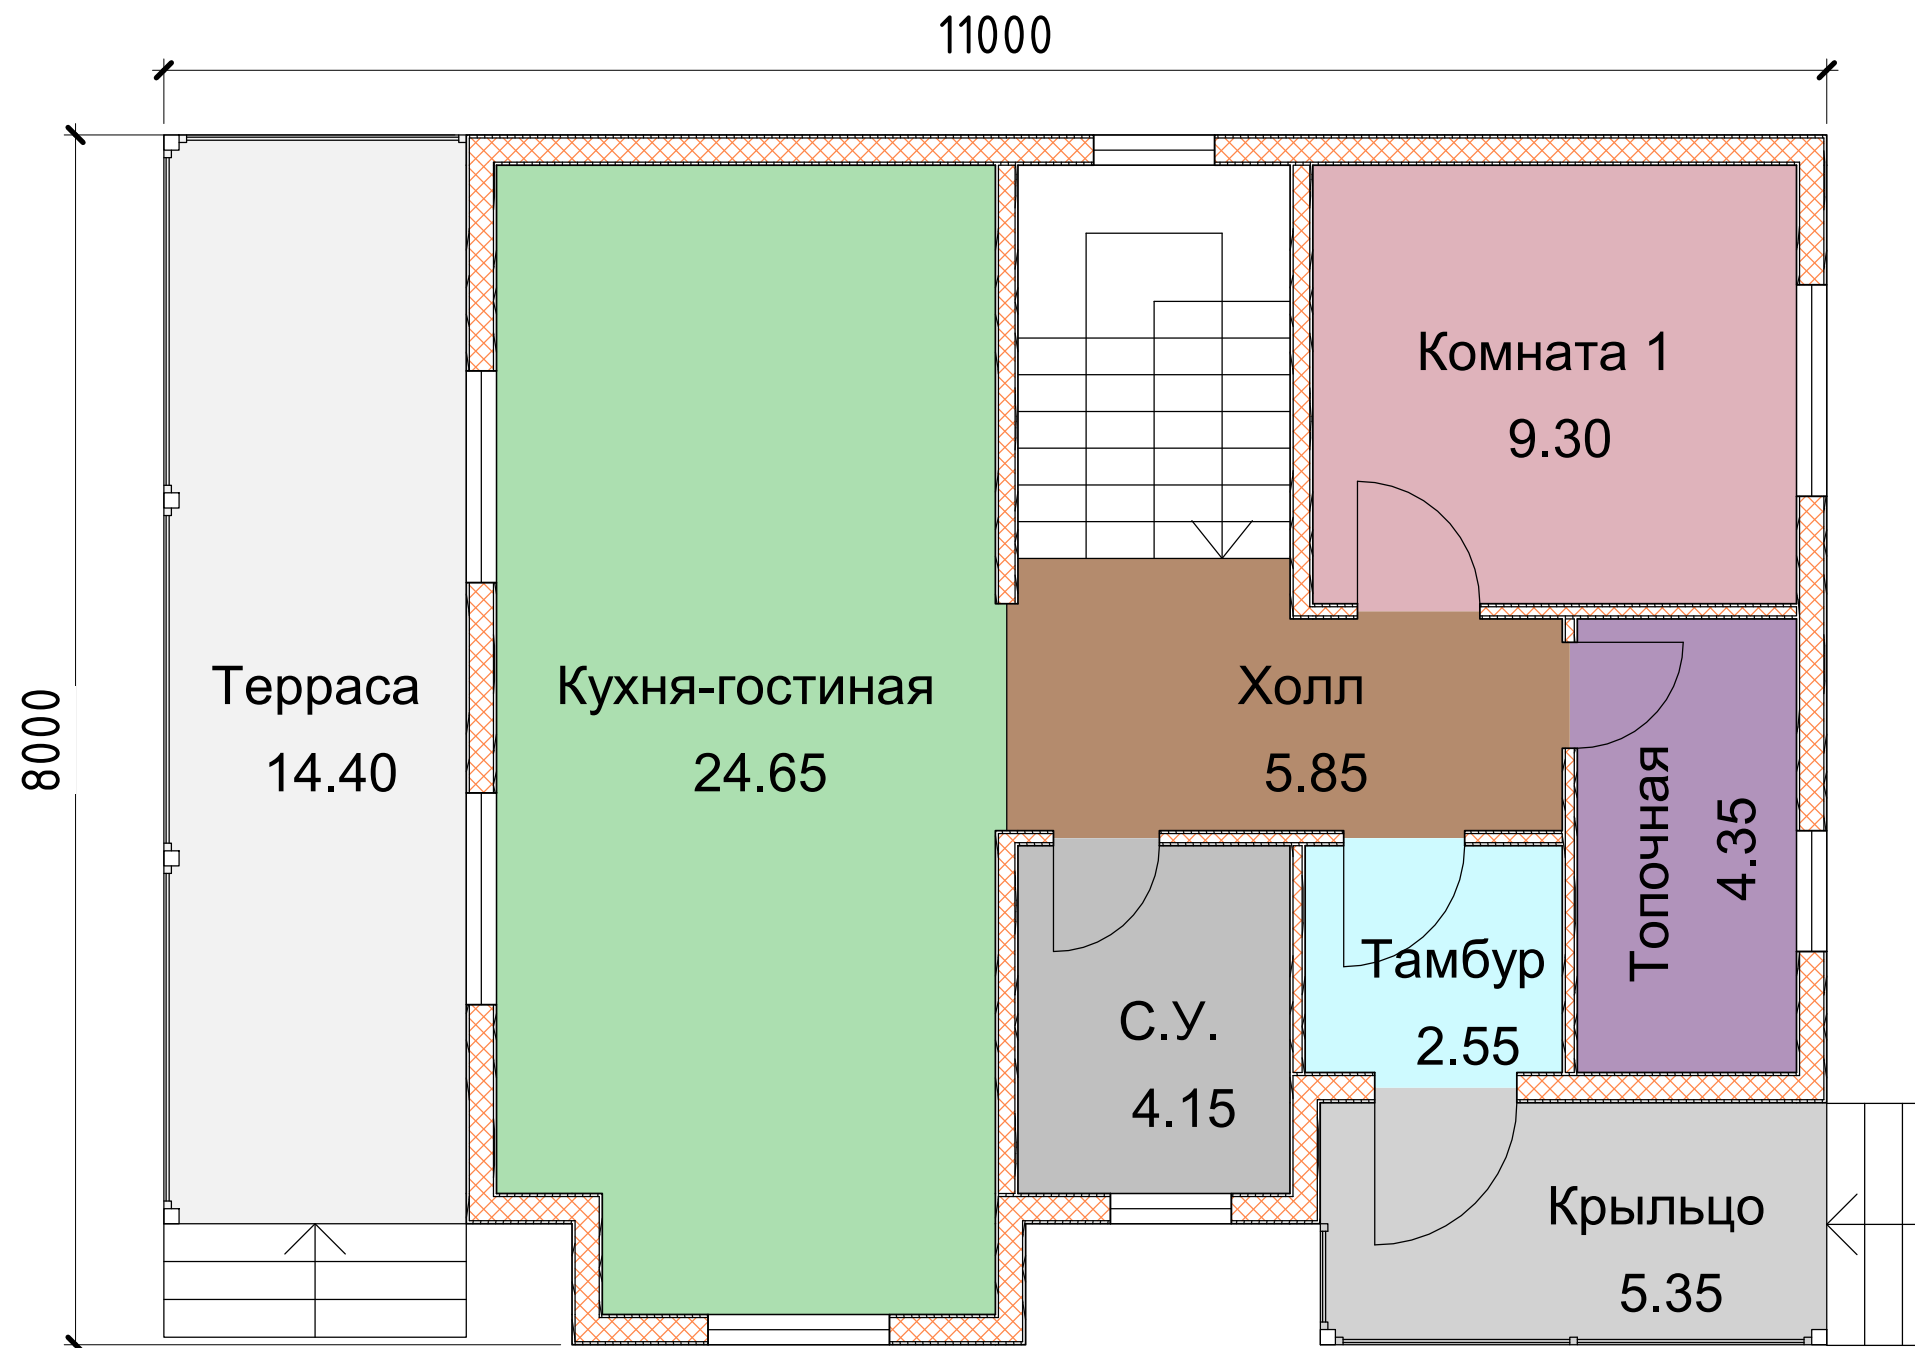 11000
8000
Терраса
14.40
Кухня-гостиная
24.65
Холл
5.85
Комната 1
9.30
Топочная
4.35
Тамбур
2.55
С.У.
4.15
Крыльцо
5.35